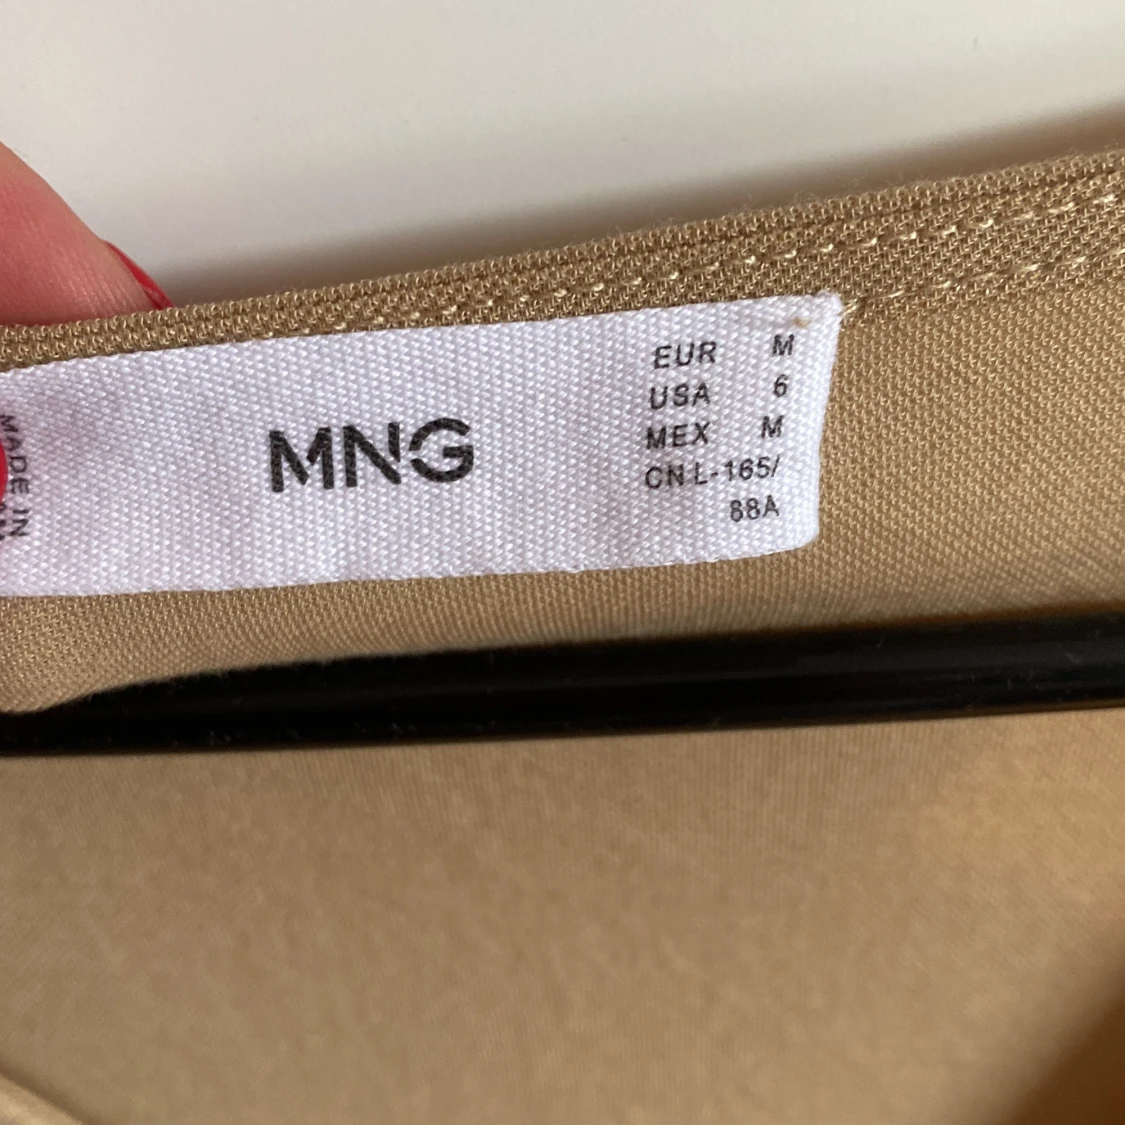 MADE IN
MNG
EUR M
USA 6
MEX M
CN L-165/
88A